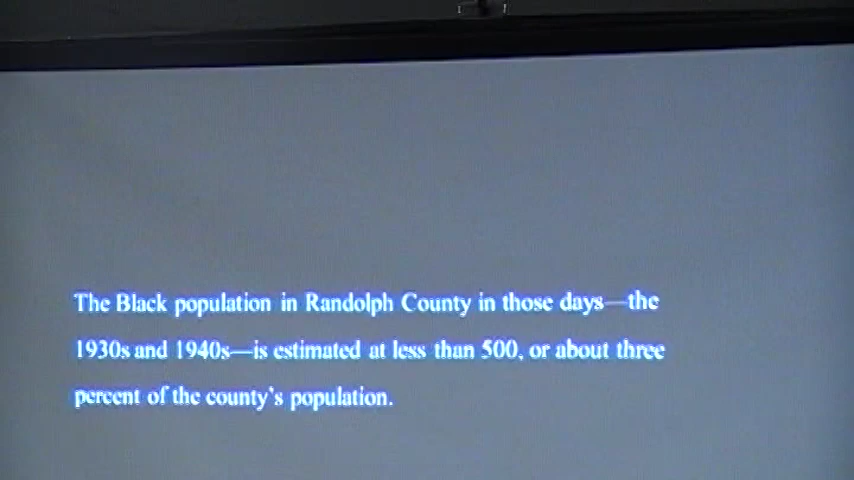 The Black population in Randolph County in those days—the
1930s and 1940s—is estimated at less than 500, or about three
percent of the county's population.